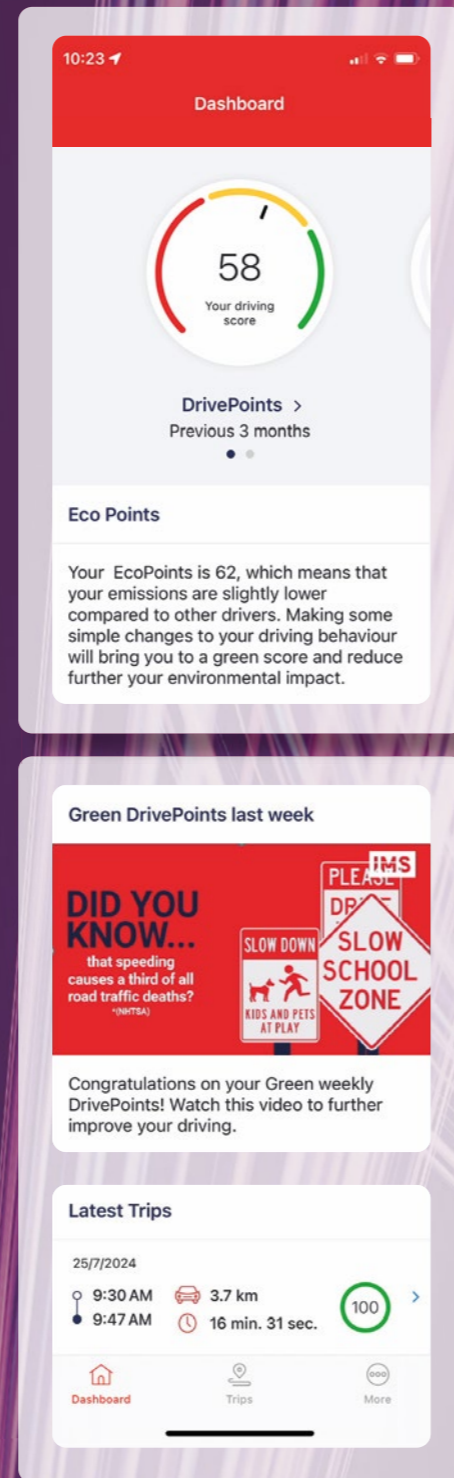 10:23
Dashboard
58
Your driving
score
DrivePoints >
Previous 3 months
Eco Points
Your EcoPoints is 62, which means that
your emissions are slightly lower
compared to other drivers. Making some
simple changes to your driving behaviour
will bring you to a green score and reduce
further your environmental impact.
Green DrivePoints last week
IMS
DID YOU
KNOW...
that speeding
causes a third of all
road traffic deaths?
*(NHTSA)
SLOW DOWN
KIDS AND PETS
AT PLAY
PLEASE
SLOW
SCHOOL
ZONE
Congratulations on your Green weekly
DrivePoints! Watch this video to further
improve your driving.
Latest Trips
25/7/2024
9:30 AM 3.7 km
9:47 AM 16 min. 31 sec.
100
Dashboard Trips More